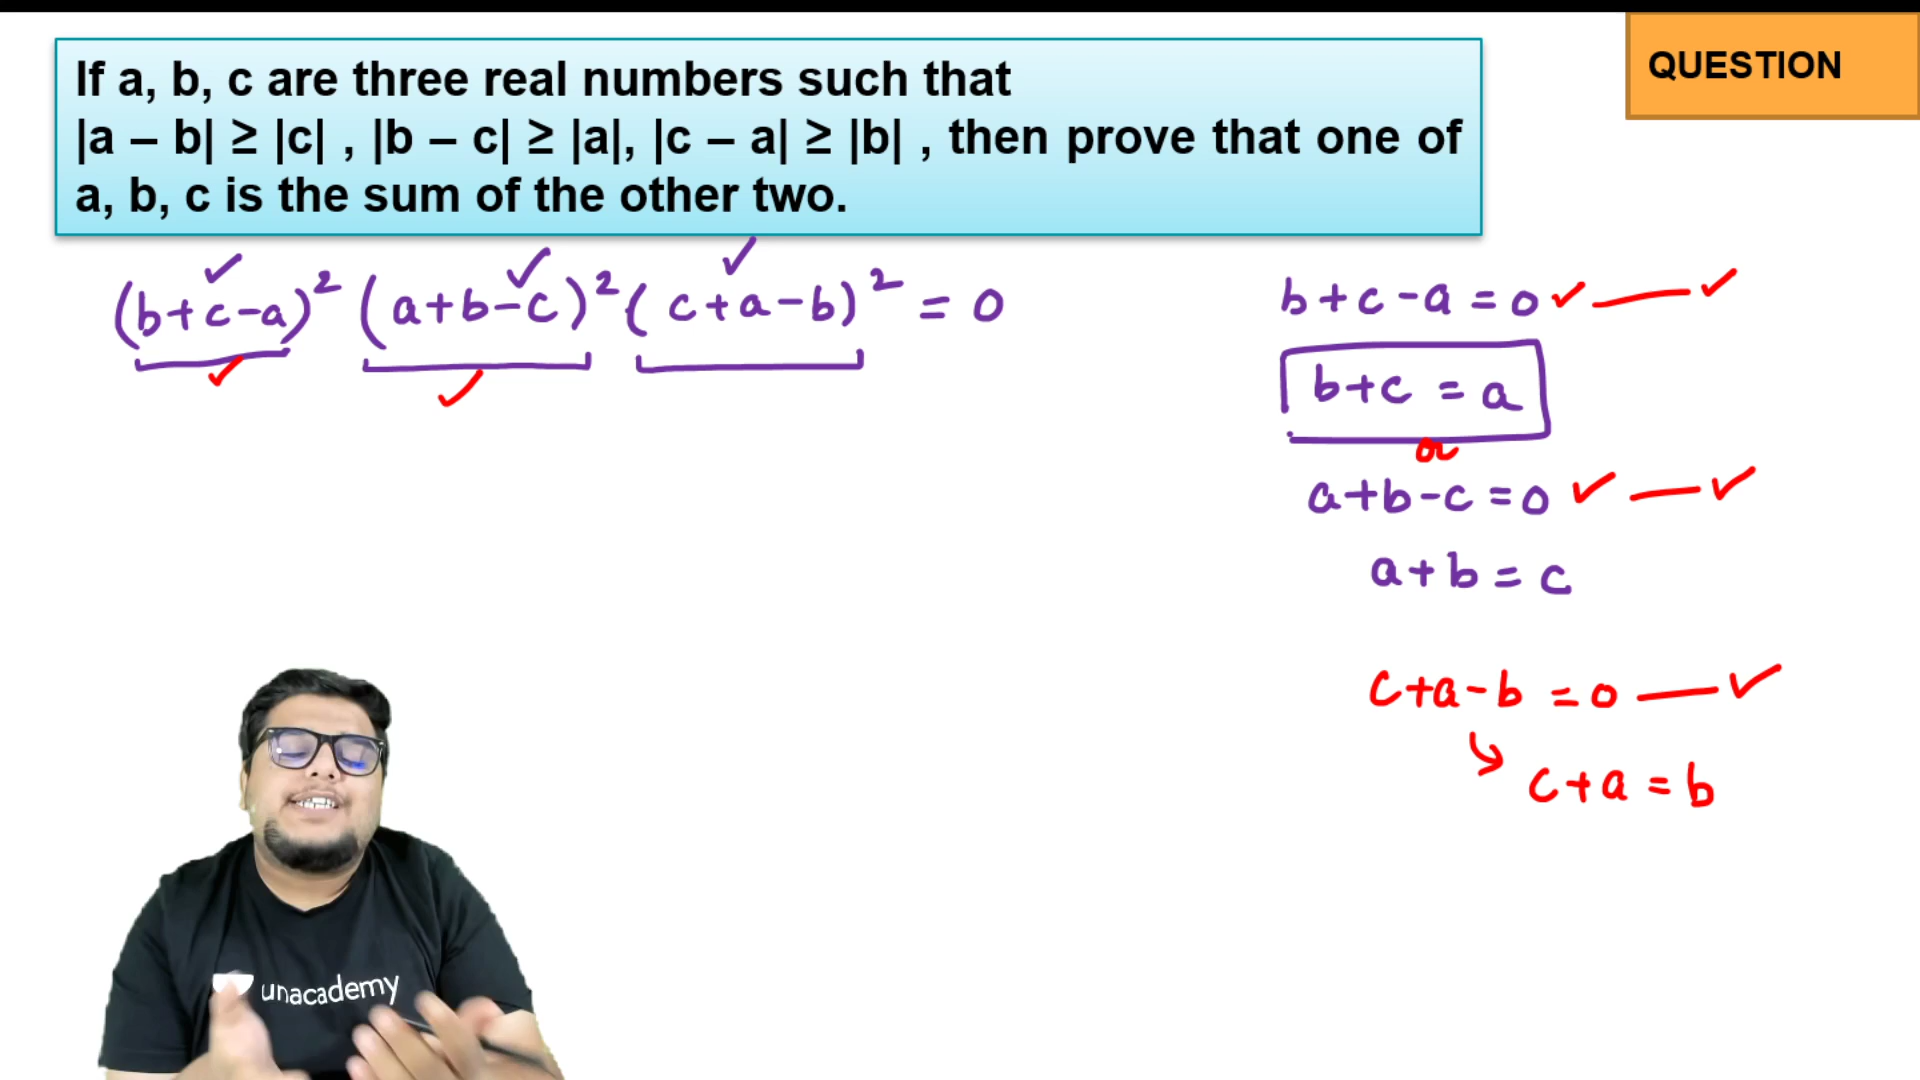 QUESTION
If a, b, c are three real numbers such that
|a – b| ≥ |c| , |b – c| ≥ |a|, |c – a| ≥ |b| , then prove that one of
a, b, c is the sum of the other two.
(b+c-a)² (a+b-c)² (c+a-b)² = 0
b+c-a = 0
b+c = a
or
a+b-c = 0
a+b = c
c+a-b = 0
c+a = b
unacademy